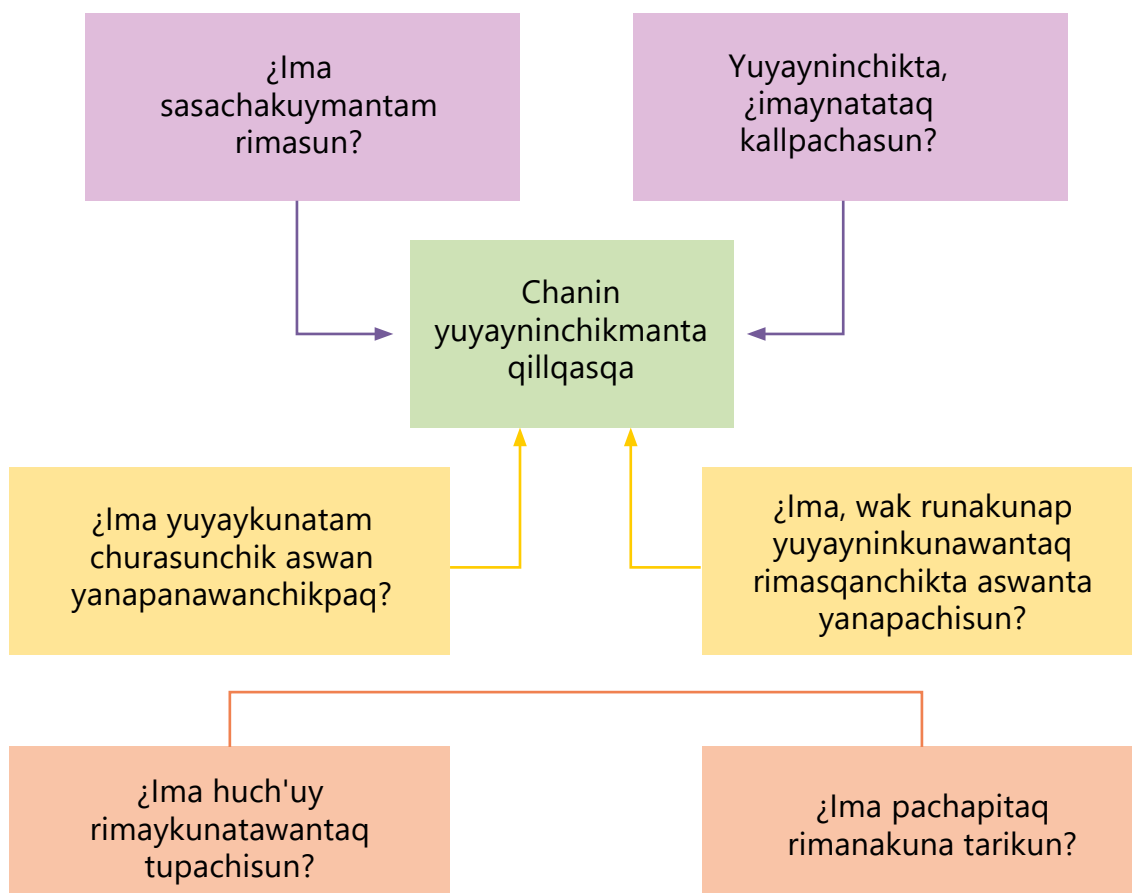 ¿Ima
sasachakuymantam
rimasun?
Yuyayninchikta,
¿imaynatataq
kallpachasun?
Chanin
yuyayninchikmanta
qillqasqa
¿Ima yuyaykunatam
churasunchik aswan
yanapanawanchikpaq?
¿Ima, wak runakunap
yuyayninkunawantaq
rimasqanchikta aswanta
yanapachisun?
¿Ima huch'uy
rimaykunatawantaq
tupachisun?
¿Ima pachapitaq
rimanakuna tarikun?